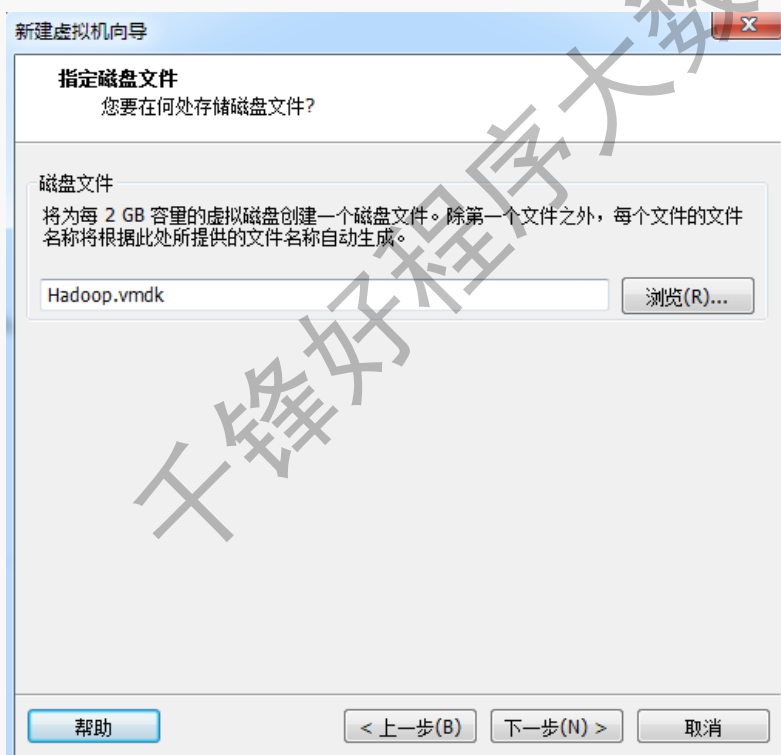 新建虚拟机向导
指定磁盘文件
您要在何处存储磁盘文件?
磁盘文件
将为每 2 GB 容里的虚拟磁盘创建一个磁盘文件。除第一个文件之外，每个文件的文件
名称将根据此处所提供的文件名称自动生成。
Hadoop.vmdk
浏览(R)...
帮助
< 上一步(B)
下一步(N) >
取消
千锋好程序大数